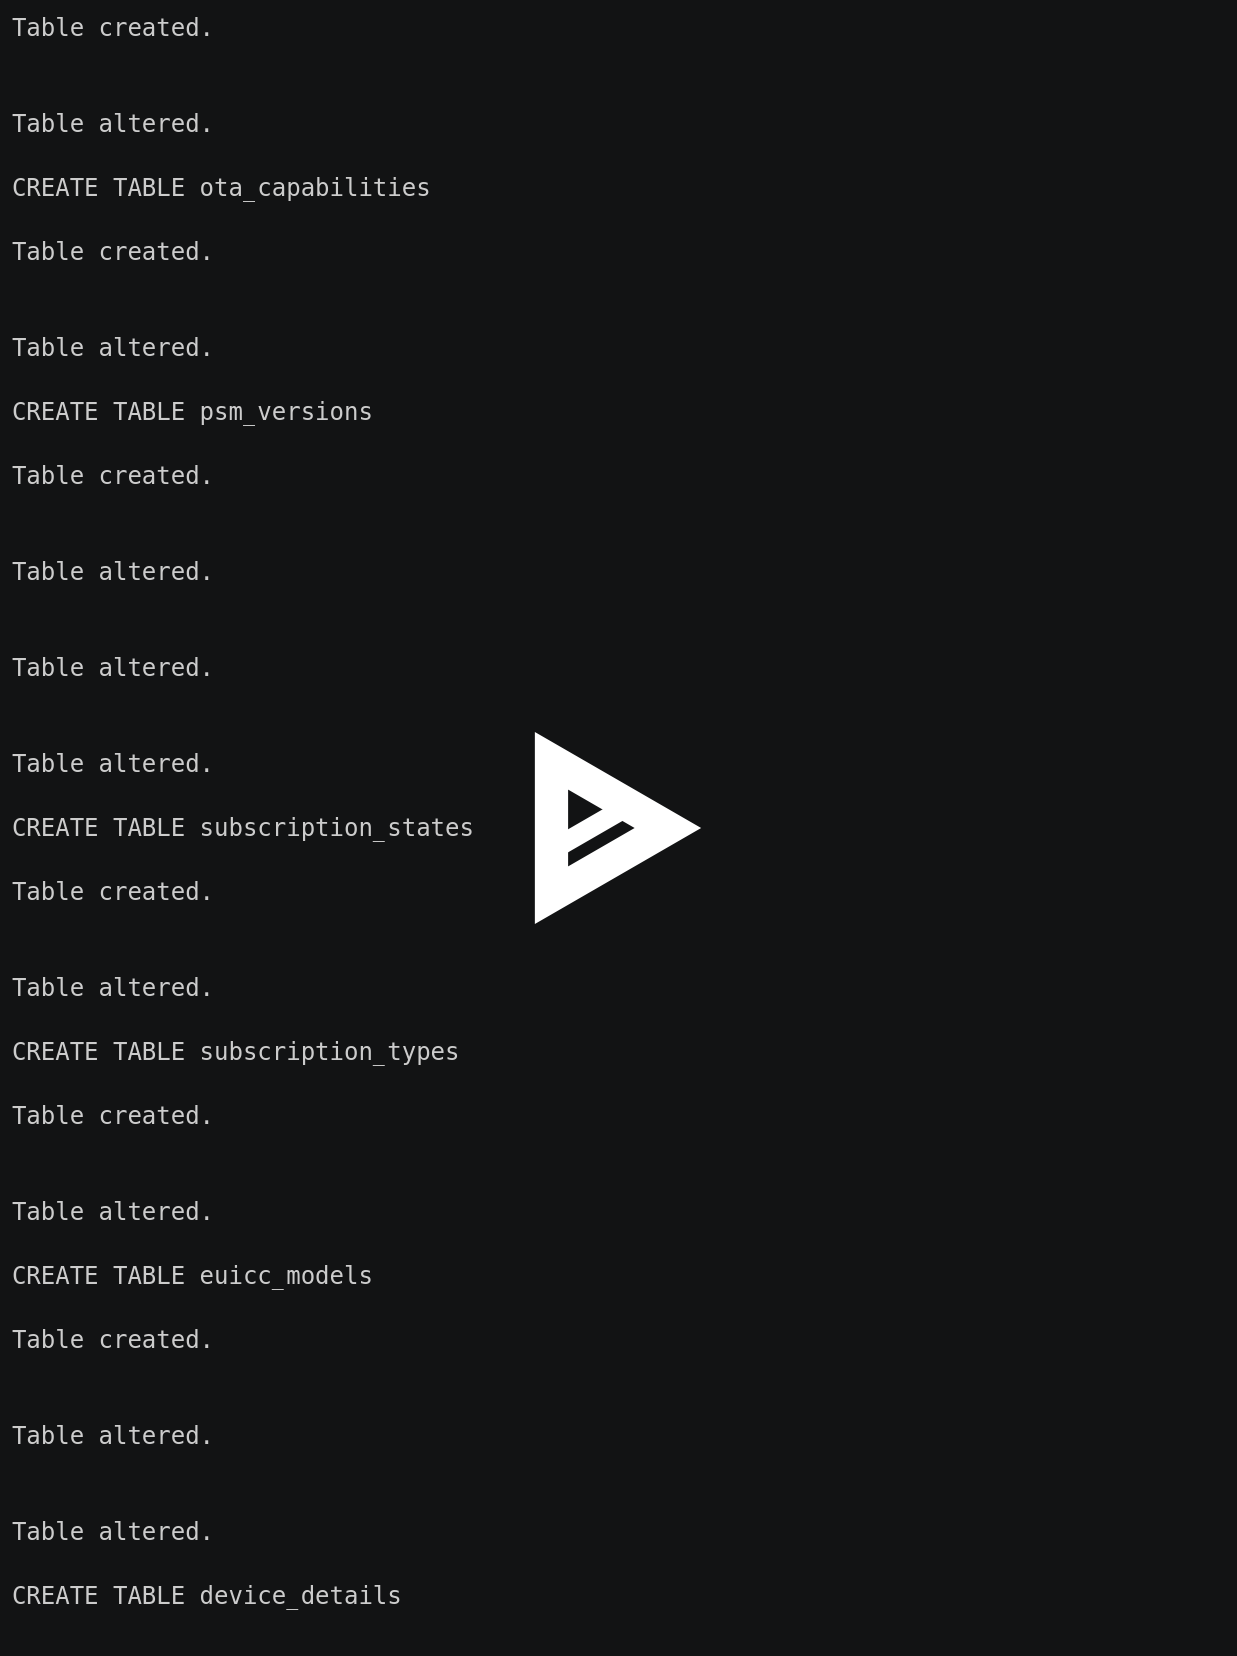 Table created.
Table altered.
CREATE TABLE ota_capabilities
Table created.
Table altered.
CREATE TABLE psm_versions
Table created.
Table altered.
Table altered.
Table altered.
CREATE TABLE subscription_states
Table created.
Table altered.
CREATE TABLE subscription_types
Table created.
Table altered.
CREATE TABLE euicc_models
Table created.
Table altered.
Table altered.
CREATE TABLE device_details